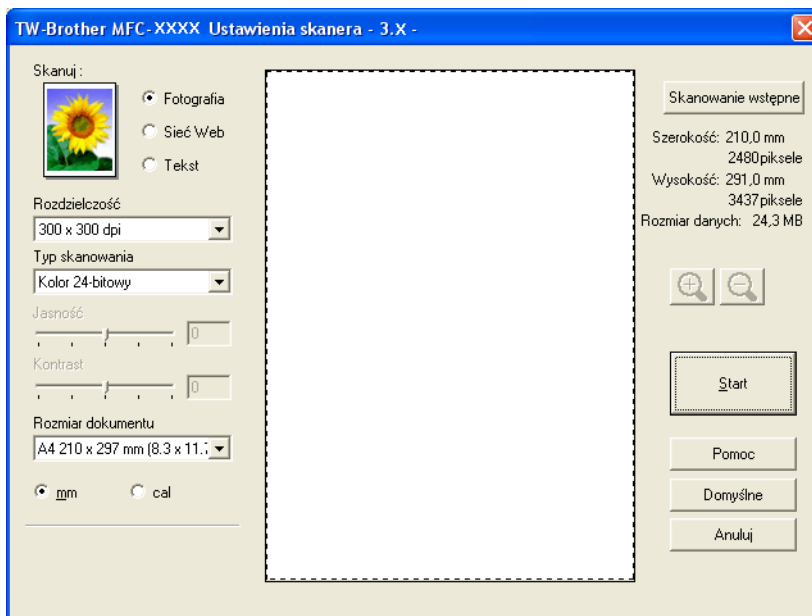 TW-Brother MFC-XXXX Ustawienia skanera - 3.X -
Skanuj :
Fotografia
Sieć Web
Tekst
Rozdzielczość
300 x 300 dpi
Typ skanowania
Kolor 24-bitowy
Jasność
0
Kontrast
0
Rozmiar dokumentu
A4 210 x 297 mm (8.3 x 11.7
mm
cal
Skanowanie wstępne
Szerokość: 210,0 mm
2480piksele
Wysokość: 291,0 mm
3437piksele
Rozmiar danych: 24,3 MB
Start
Pomoc
Domyślne
Anuluj